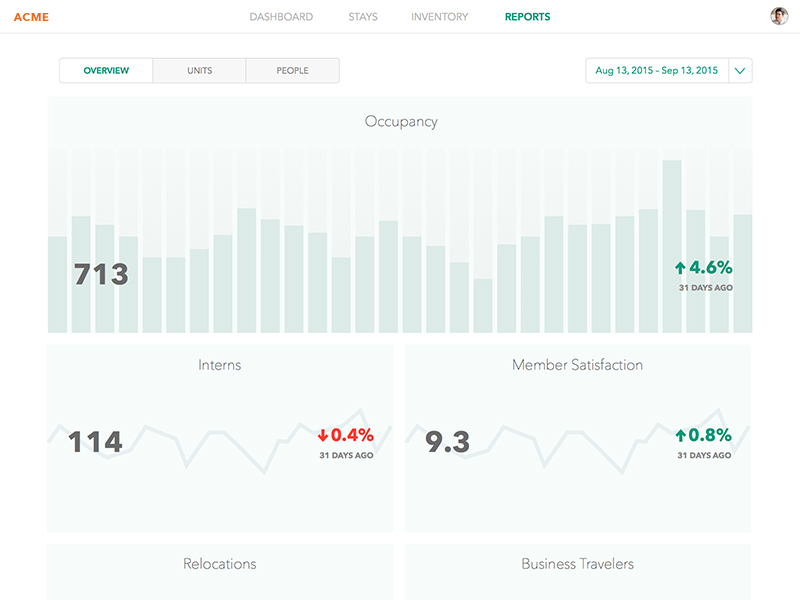 ACME
DASHBOARD
STAYS
INVENTORY
REPORTS
OVERVIEW
UNITS
PEOPLE
Aug 13, 2015 - Sep 13, 2015
Occupancy
713
4.6%
31 DAYS AGO
Interns
114
0.4%
31 DAYS AGO
Member Satisfaction
9.3
0.8%
31 DAYS AGO
Relocations
Business Travelers